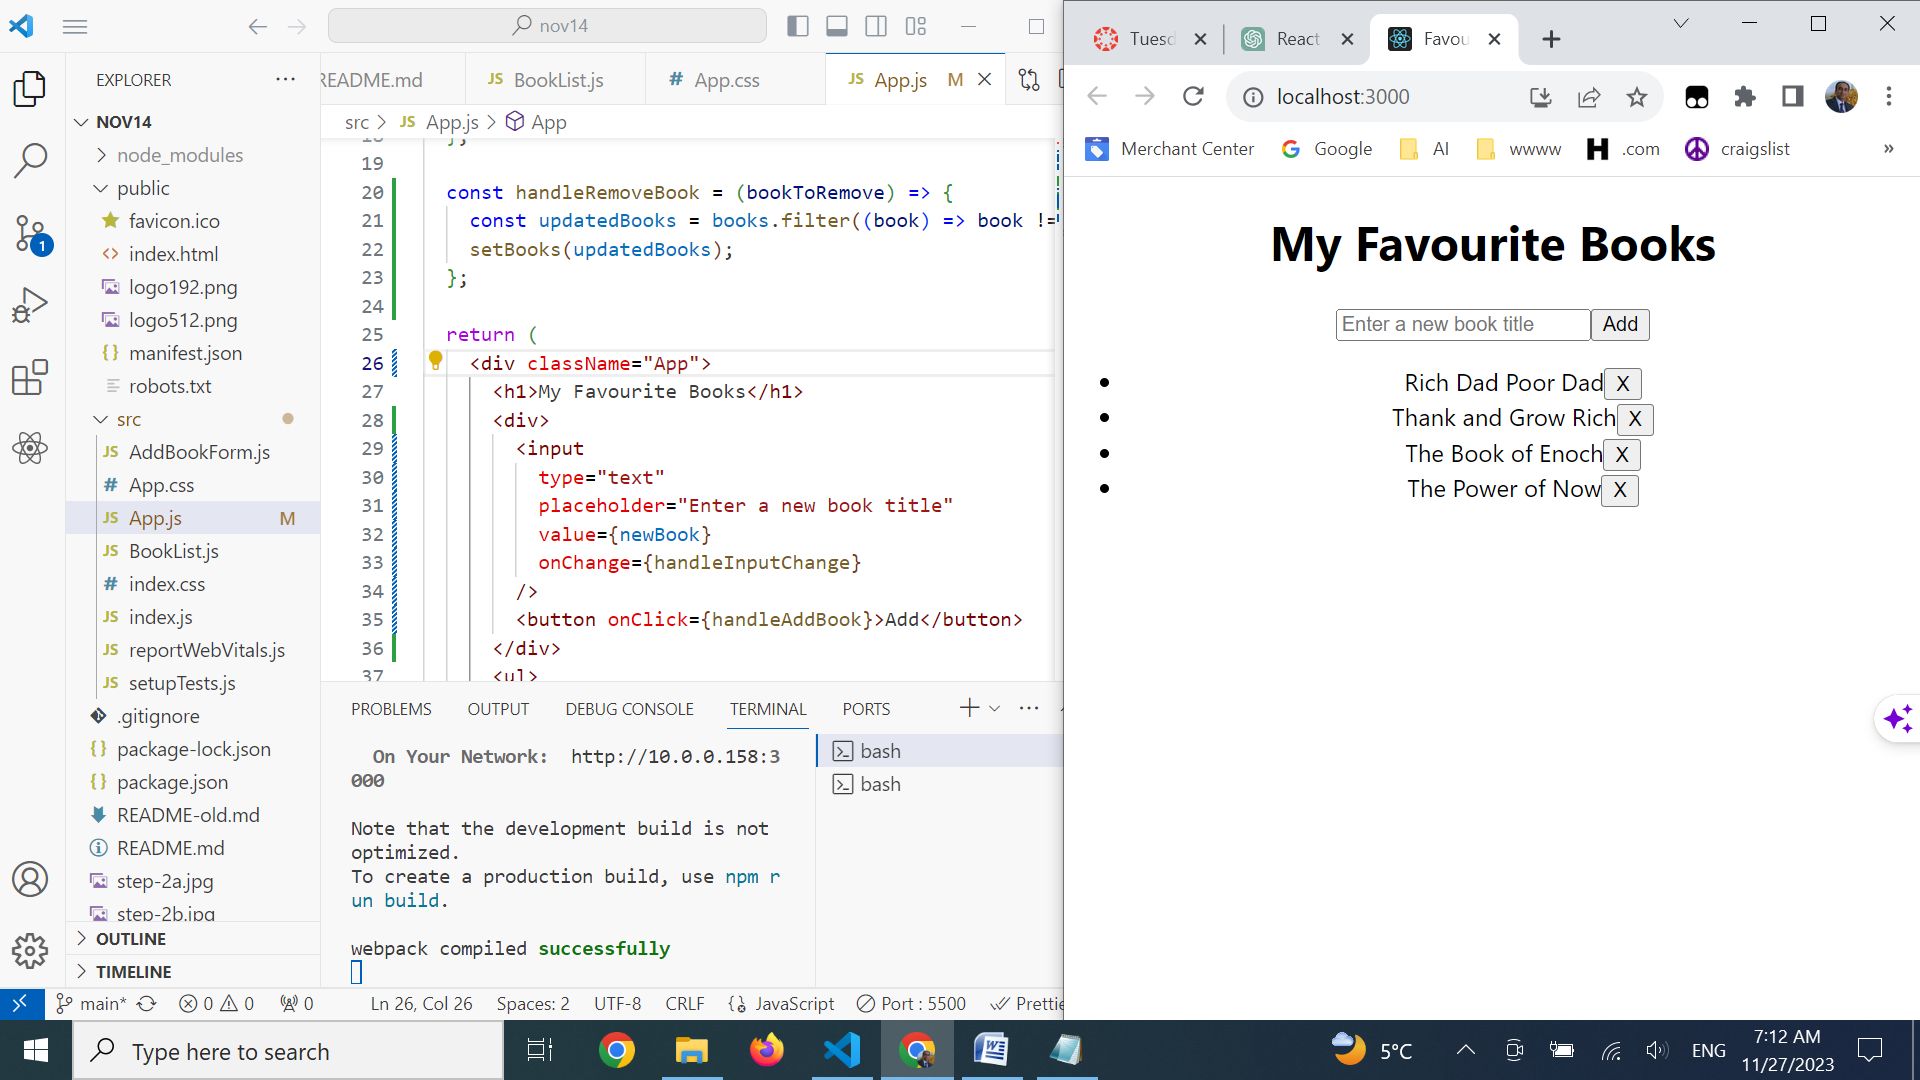 nov14
EXPLORER
NOV14
node_modules
public
favicon.ico
index.html
logo192.png
logo512.png
manifest.json
robots.txt
src
AddBookForm.js
App.css
App.js M
BookList.js
index.css
index.js
reportWebVitals.js
setupTests.js
.gitignore
package-lock.json
package.json
README-old.md
README.md
step-2a.jpg
step-2b.jpg
OUTLINE
TIMELINE
1
README.md
JS BookList.js
# App.css
JS App.js M
src > JS App.js > App
18 };
19
20 const handleRemoveBook = (bookToRemove) => {
21 const updatedBooks = books.filter((book) => book !=
22 setBooks(updatedBooks);
23 };
24
25 return (
26 <div className="App">
27 <h1>My Favourite Books</h1>
28 <div>
29 <input
30 type="text"
31 placeholder="Enter a new book title"
32 value={newBook}
33 onChange={handleInputChange}
34 />
35 <button onClick={handleAddBook}>Add</button>
36 </div>
37 <ul>
PROBLEMS OUTPUT DEBUG CONSOLE TERMINAL PORTS
On Your Network: http://10.0.0.158:3
000
Note that the development build is not
optimized.
To create a production build, use npm r
un build.
webpack compiled successfully
bash
bash
main* 0 0 0 Ln 26, Col 26 Spaces: 2 UTF-8 CRLF {} JavaScript Port : 5500 Prettie
Tuesd
React
Favou
localhost:3000
Merchant Center Google AI wwww H .com craigslist »
My Favourite Books
Enter a new book title Add
Rich Dad Poor Dad X
Thank and Grow Rich X
The Book of Enoch X
The Power of Now X
Type here to search
5°C
ENG
7:12 AM
11/27/2023